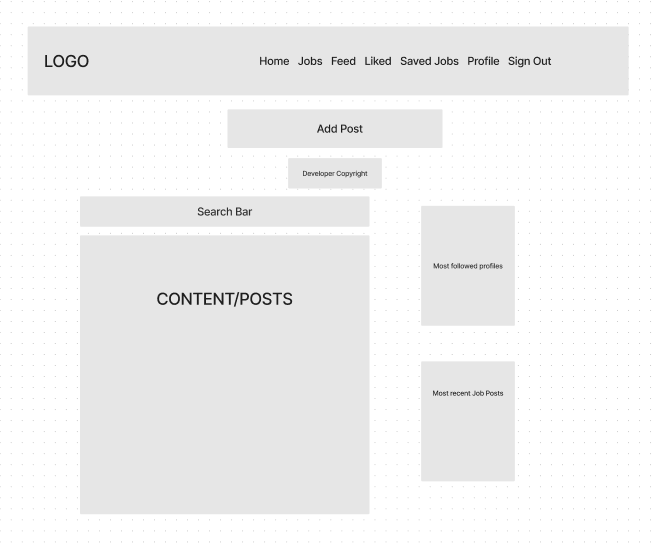 LOGO
Home Jobs Feed Liked Saved Jobs Profile Sign Out
Add Post
Developer Copyright
Search Bar
CONTENT/POSTS
Most followed profiles
Most recent Job Posts